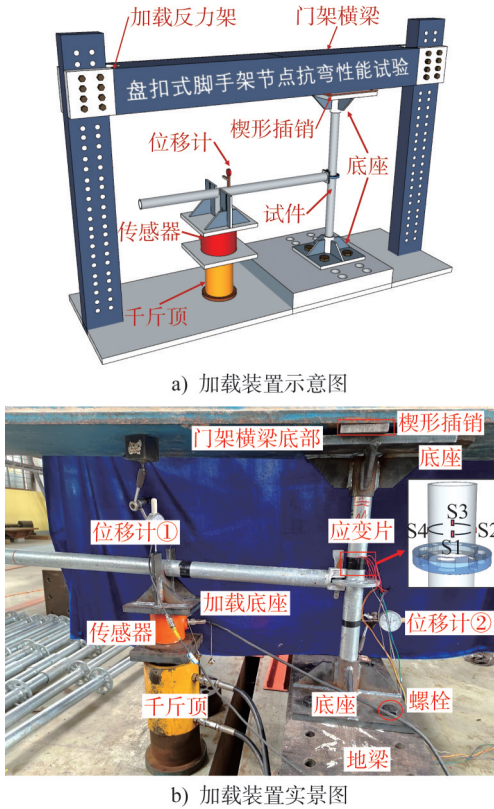 加载反力架
门架横梁
盘扣式脚手架节点抗弯性能试验
楔形插销
位移计
底座
试件
传感器
底座
千斤顶
a) 加载装置示意图
楔形插销
门架横梁底部
底座
S3
S4
S2
S1
位移计①
应变片
加载底座
传感器
位移计②
千斤顶
底座
螺栓
地梁
b) 加载装置实景图